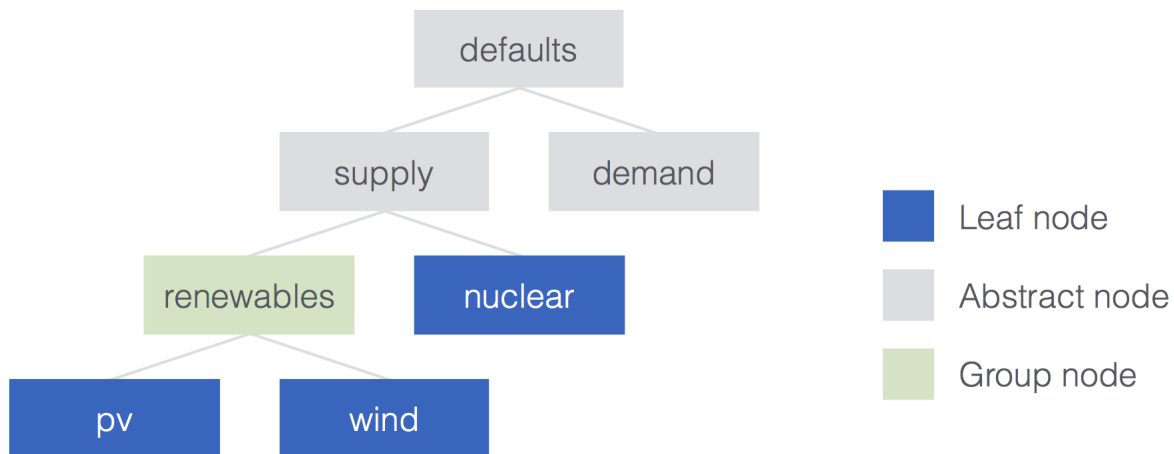 defaults
supply
demand
renewables
nuclear
pv
wind
Leaf node
Abstract node
Group node